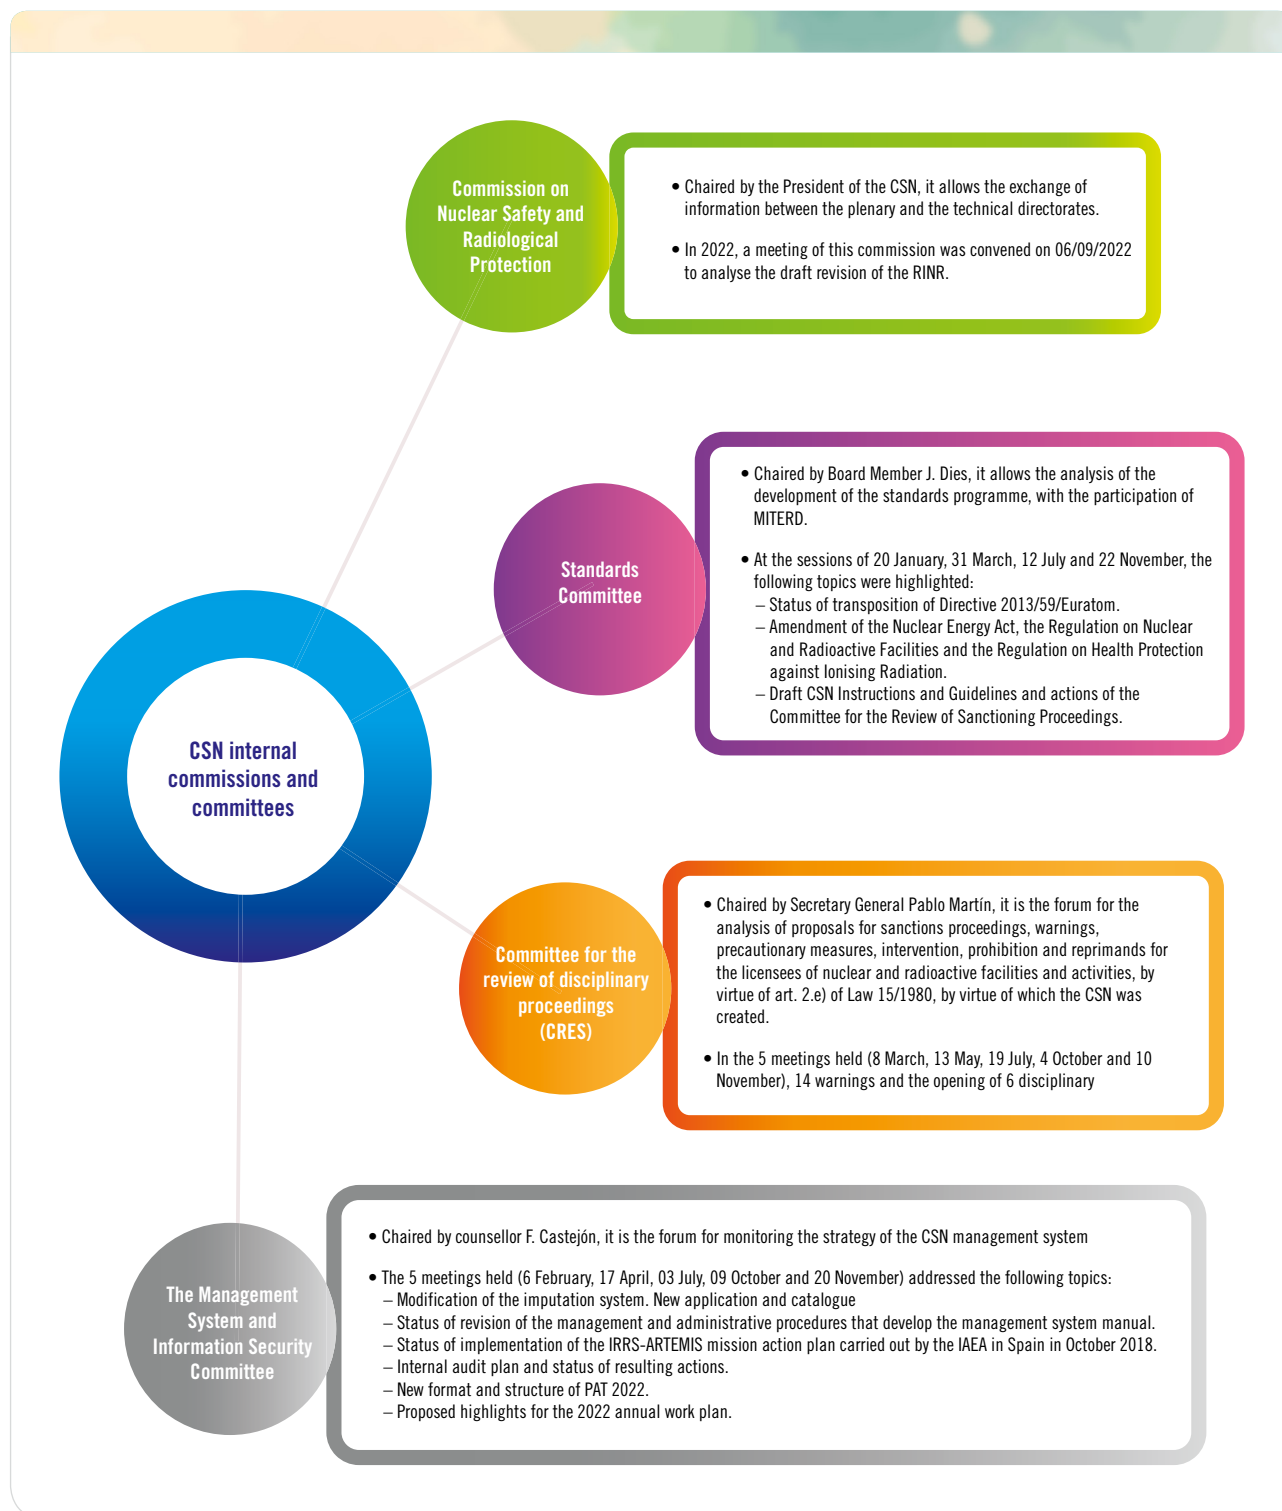 Commission on
Nuclear Safety and
Radiological
Protection
• Chaired by the President of the CSN, it allows the exchange of
information between the plenary and the technical directorates.
• In 2022, a meeting of this commission was convened on 06/09/2022
to analyse the draft revision of the RINR.
Standards
Committee
• Chaired by Board Member J. Dies, it allows the analysis of the
development of the standards programme, with the participation of
MITERD.
• At the sessions of 20 January, 31 March, 12 July and 22 November, the
following topics were highlighted:
– Status of transposition of Directive 2013/59/Euratom.
– Amendment of the Nuclear Energy Act, the Regulation on Nuclear
and Radioactive Facilities and the Regulation on Health Protection
against Ionising Radiation.
– Draft CSN Instructions and Guidelines and actions of the
Committee for the Review of Sanctioning Proceedings.
CSN internal
commissions and
committees
Committee for the
review of disciplinary
proceedings
(CRES)
• Chaired by Secretary General Pablo Martín, it is the forum for the
analysis of proposals for sanctions proceedings, warnings,
precautionary measures, intervention, prohibition and reprimands for
the licensees of nuclear and radioactive facilities and activities, by
virtue of art. 2.e) of Law 15/1980, by virtue of which the CSN was
created.
• In the 5 meetings held (8 March, 13 May, 19 July, 4 October and 10
November), 14 warnings and the opening of 6 disciplinary
The Management
System and
Information Security
Committee
• Chaired by counsellor F. Castejón, it is the forum for monitoring the strategy of the CSN management system
• The 5 meetings held (6 February, 17 April, 03 July, 09 October and 20 November) addressed the following topics:
– Modification of the imputation system. New application and catalogue
– Status of revision of the management and administrative procedures that develop the management system manual.
– Status of implementation of the IRRS-ARTEMIS mission action plan carried out by the IAEA in Spain in October 2018.
– Internal audit plan and status of resulting actions.
– New format and structure of PAT 2022.
– Proposed highlights for the 2022 annual work plan.